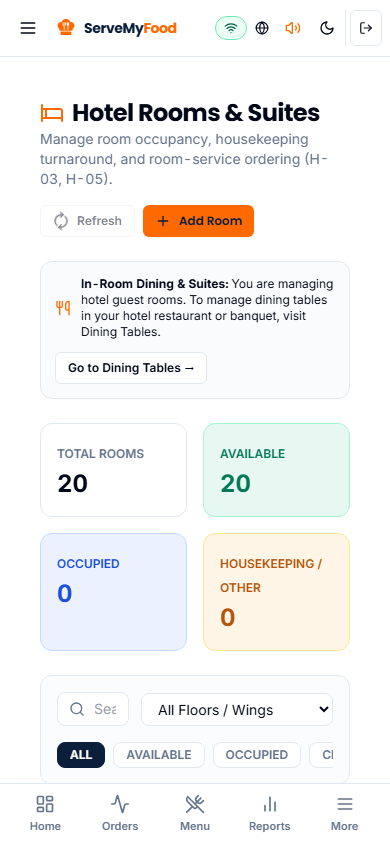 ServeMyFood
Hotel Rooms & Suites
Manage room occupancy, housekeeping
turnaround, and room-service ordering (H-
03, H-05).
Refresh
Add Room
In-Room Dining & Suites: You are managing
hotel guest rooms. To manage dining tables
in your hotel restaurant or banquet, visit
Dining Tables.
Go to Dining Tables →
TOTAL ROOMS
20
AVAILABLE
20
OCCUPIED
0
HOUSEKEEPING /
OTHER
0
Sea
All Floors / Wings
ALL
AVAILABLE
OCCUPIED
Home
Orders
Menu
Reports
More